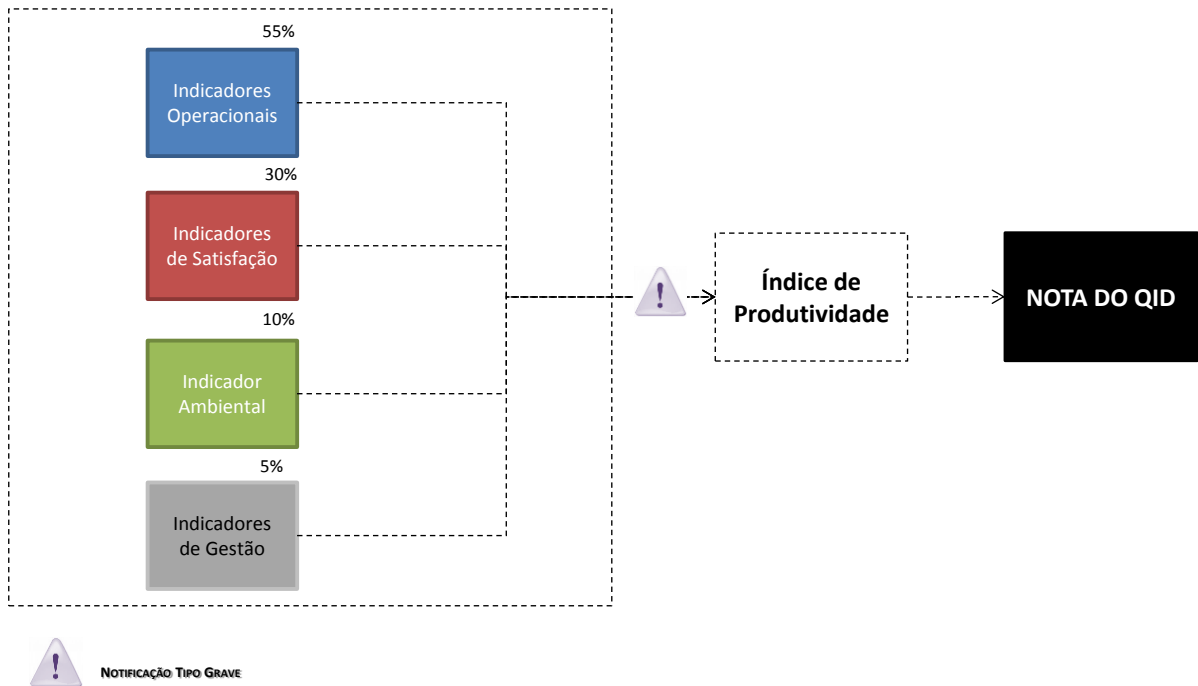 55%
Indicadores
Operacionais
30%
Indicadores
de Satisfação
10%
Indicador
Ambiental
5%
Indicadores
de Gestão
!
Índice de
Produtividade
NOTA DO QID
!
NOTIFICAÇÃO TIPO GRAVE